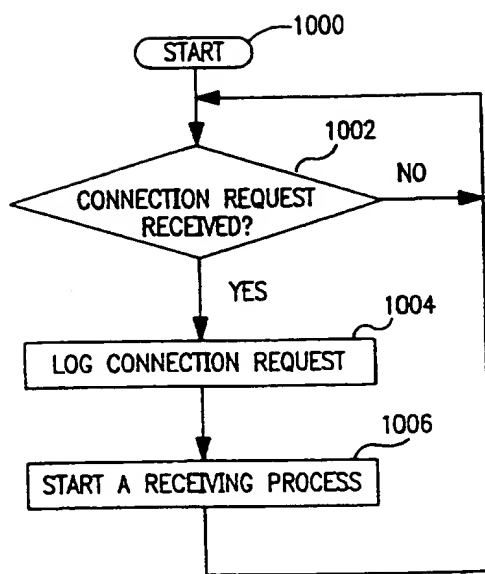 1000
START
1002
CONNECTION REQUEST
RECEIVED?
NO
YES
1004
LOG CONNECTION REQUEST
1006
START A RECEIVING PROCESS